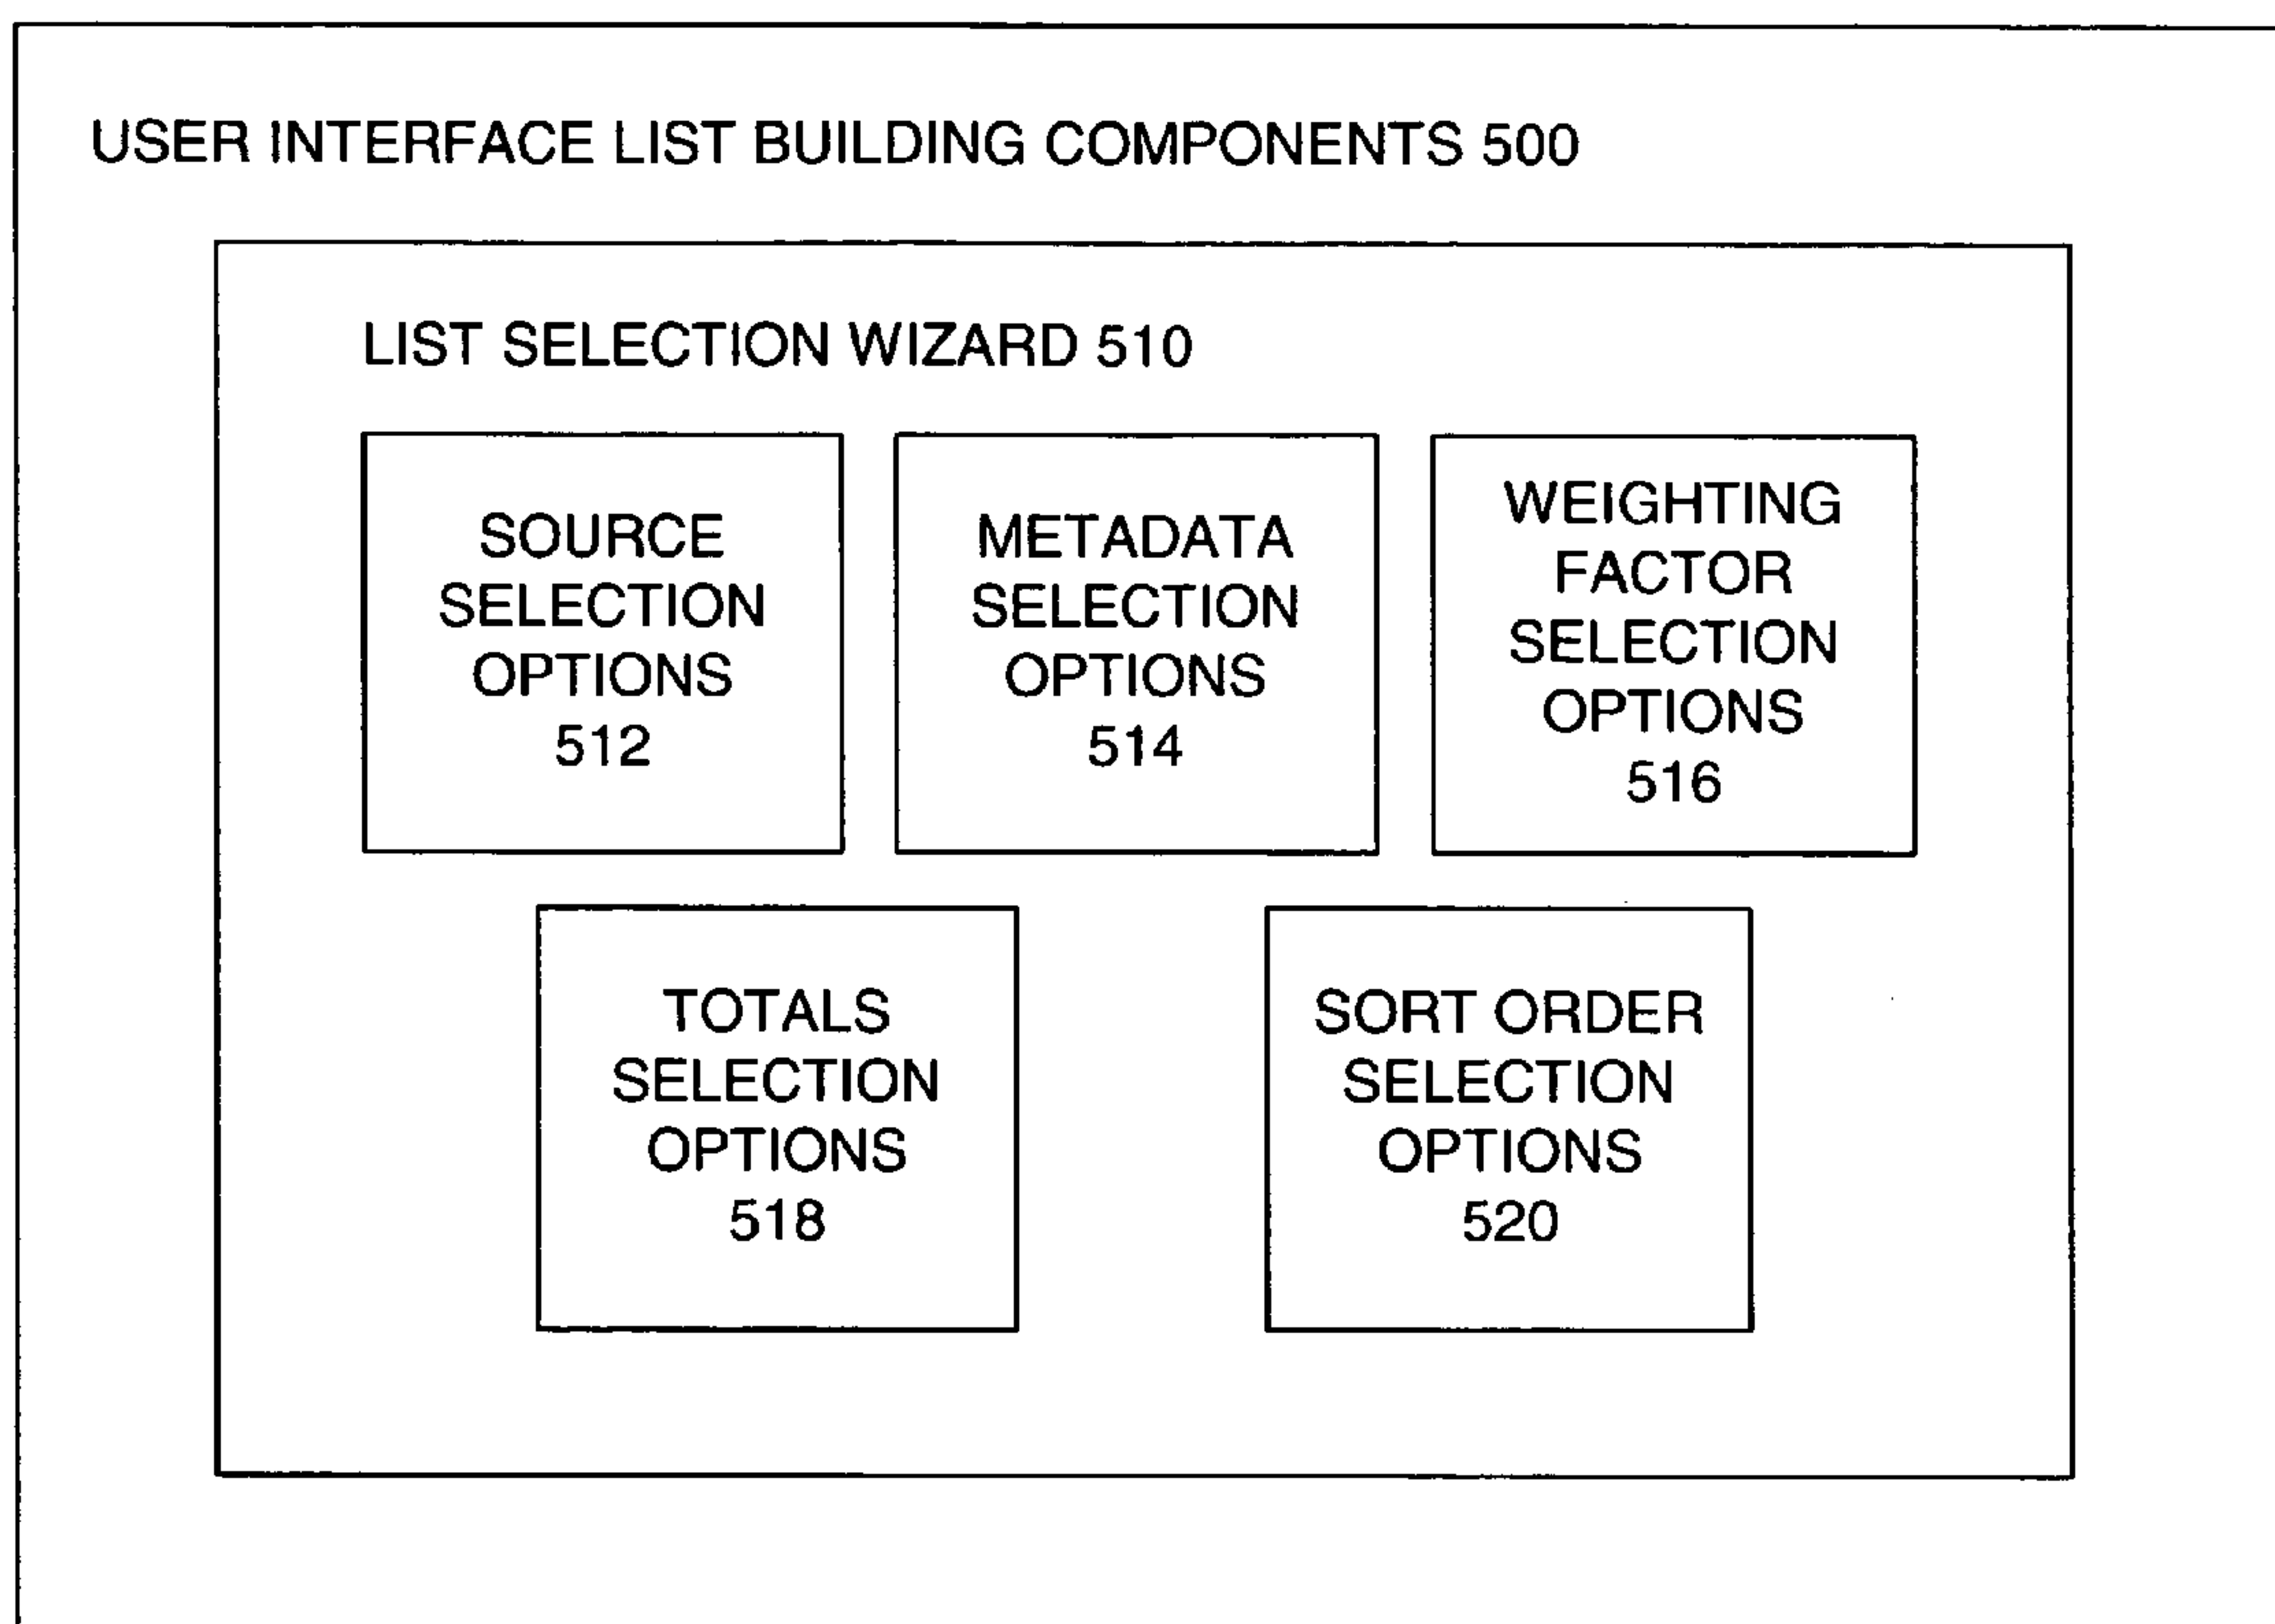 USER INTERFACE LIST BUILDING COMPONENTS 500
LIST SELECTION WIZARD 510
SOURCE
SELECTION
OPTIONS
512
METADATA
SELECTION
OPTIONS
514
WEIGHTING
FACTOR
SELECTION
OPTIONS
516
TOTALS
SELECTION
OPTIONS
518
SORT ORDER
SELECTION
OPTIONS
520